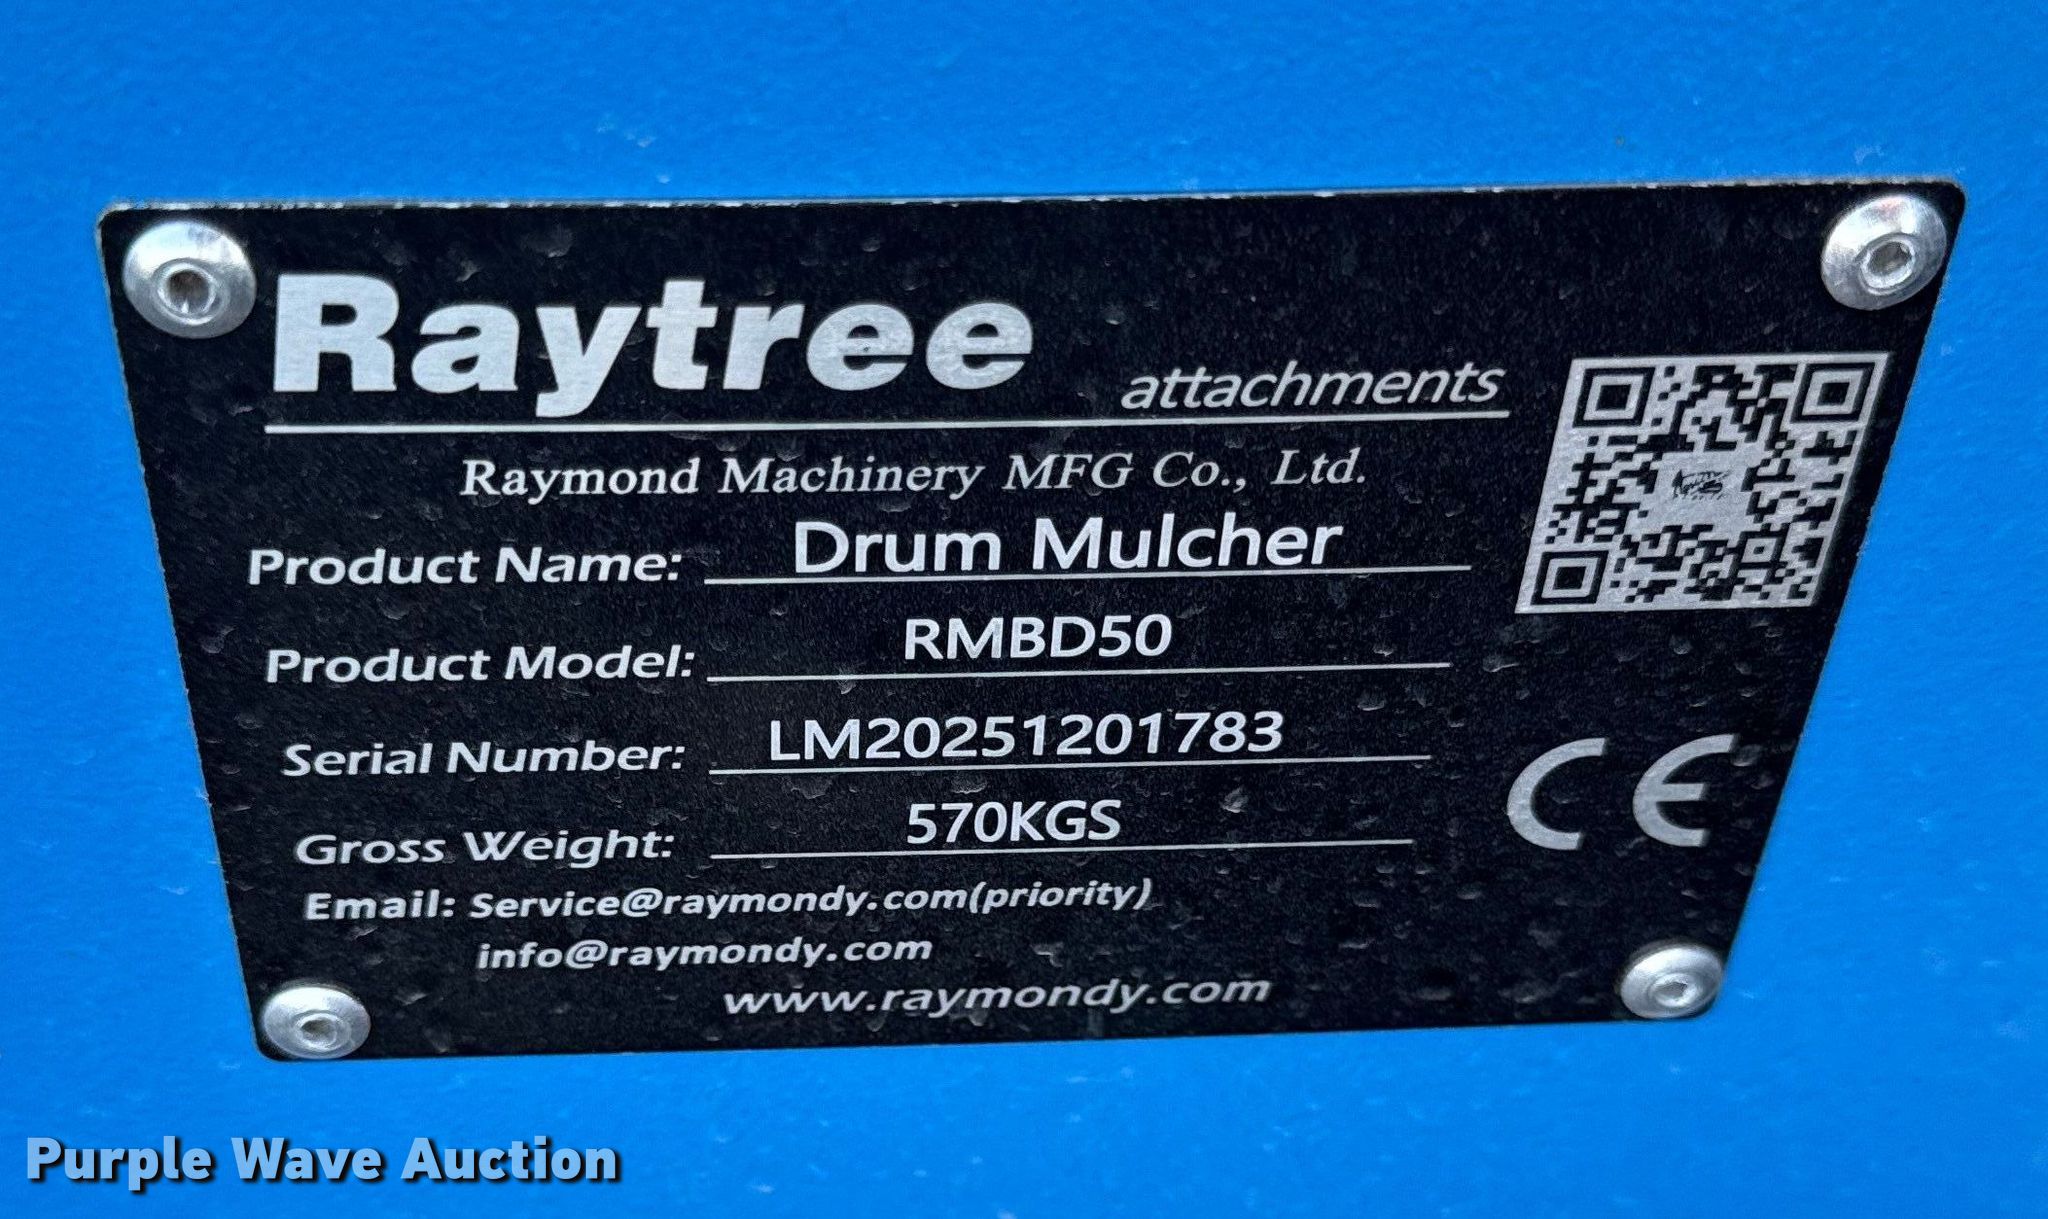 Raytree attachments
Raymond Machinery MFG Co., Ltd.
Product Name: Drum Mulcher
Product Model: RMBD50
Serial Number: LM20251201783
Gross Weight: 570KGS
Email: Service@raymondy.com(priority)
info@raymondy.com
www.raymondy.com
CE
Purple Wave Auction